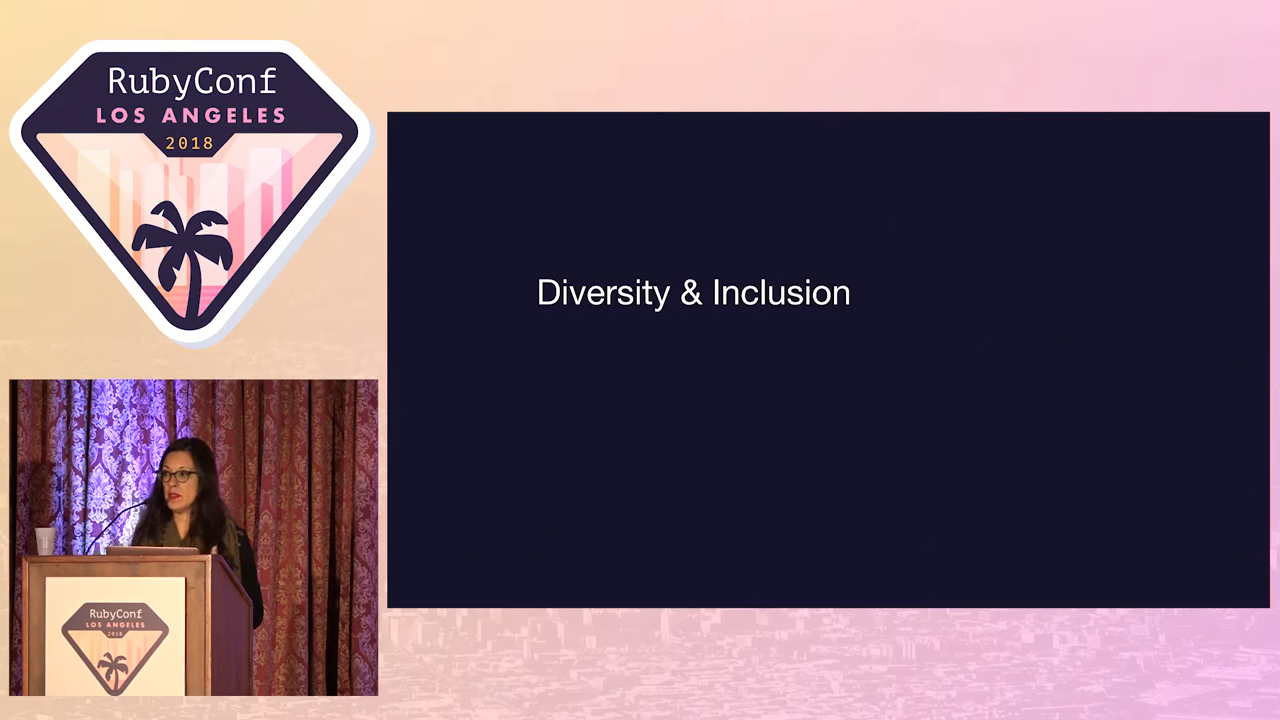 RubyConf
LOS ANGELES
2018
Diversity & Inclusion
RubyConf
LOS ANGELES
2018